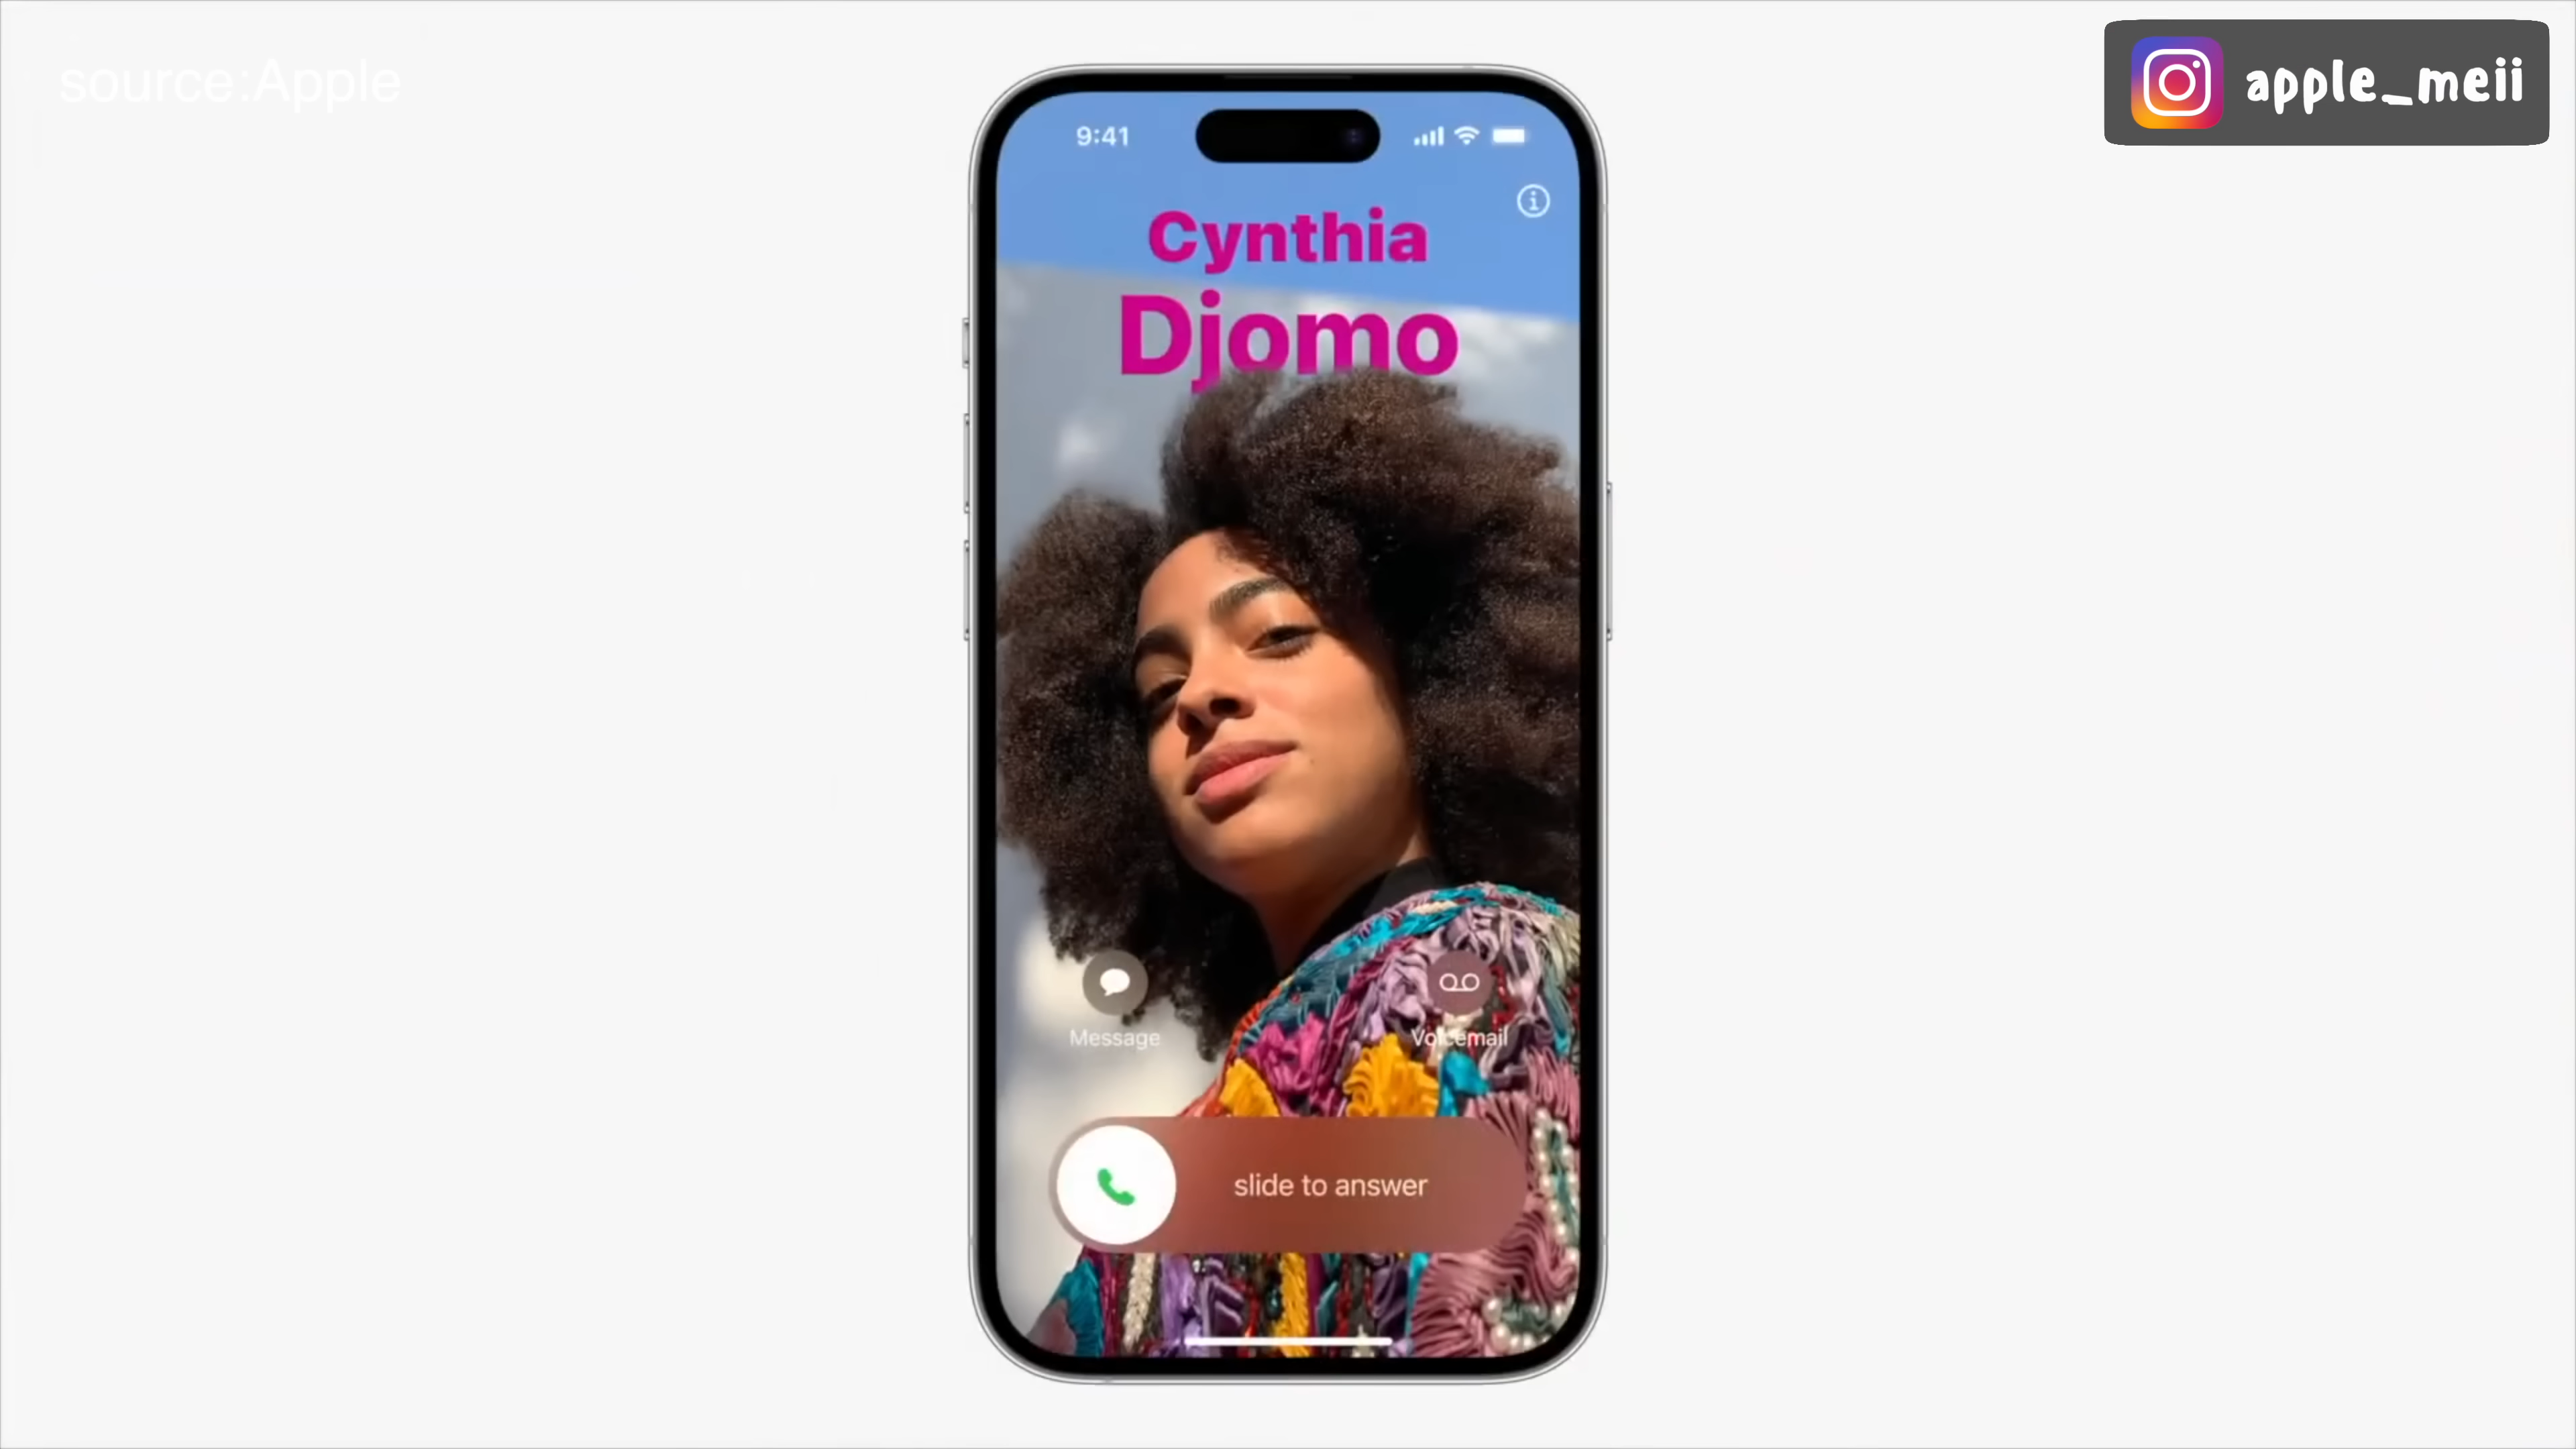 source:Apple
apple_meii
9:41
Cynthia
Djomo
Message
Voicemail
slide to answer